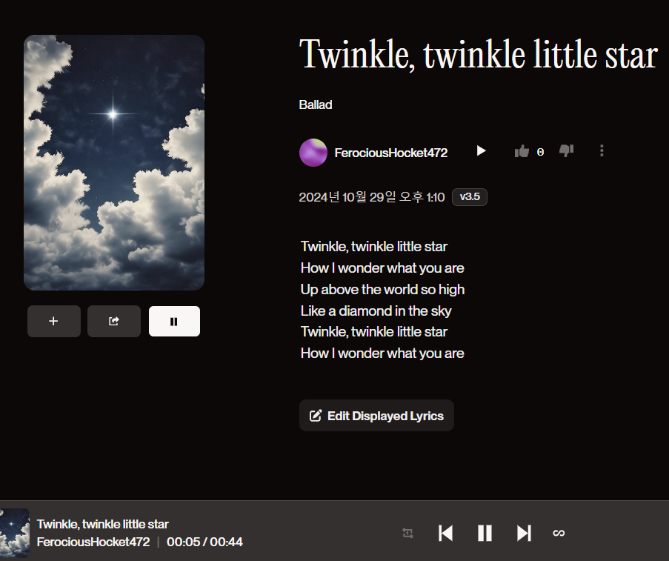 Twinkle, twinkle little star
Ballad
FerociousHocket472
0
2024년 10월 29일 오후 1:10 v3.5
Twinkle, twinkle little star
How I wonder what you are
Up above the world so high
Like a diamond in the sky
Twinkle, twinkle little star
How I wonder what you are
Edit Displayed Lyrics
Twinkle, twinkle little star
FerociousHocket472 | 00:05 / 00:44